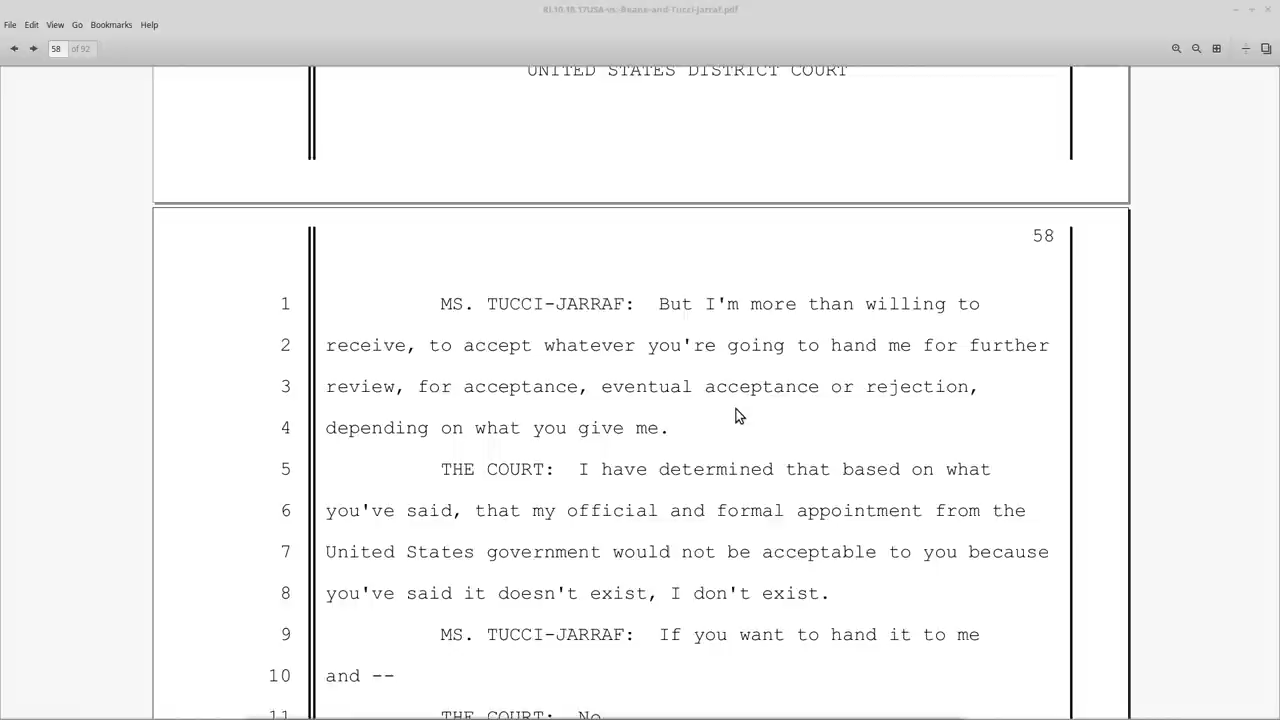 File Edit View Go Bookmarks Help
58 of 92
UNITED STATES DISTRICT COURT
58
1 MS. TUCCI-JARRAF: But I'm more than willing to
2 receive, to accept whatever you're going to hand me for further
3 review, for acceptance, eventual acceptance or rejection,
4 depending on what you give me.
5 THE COURT: I have determined that based on what
6 you've said, that my official and formal appointment from the
7 United States government would not be acceptable to you because
8 you've said it doesn't exist, I don't exist.
9 MS. TUCCI-JARRAF: If you want to hand it to me
10 and --
11 THE COURT: No